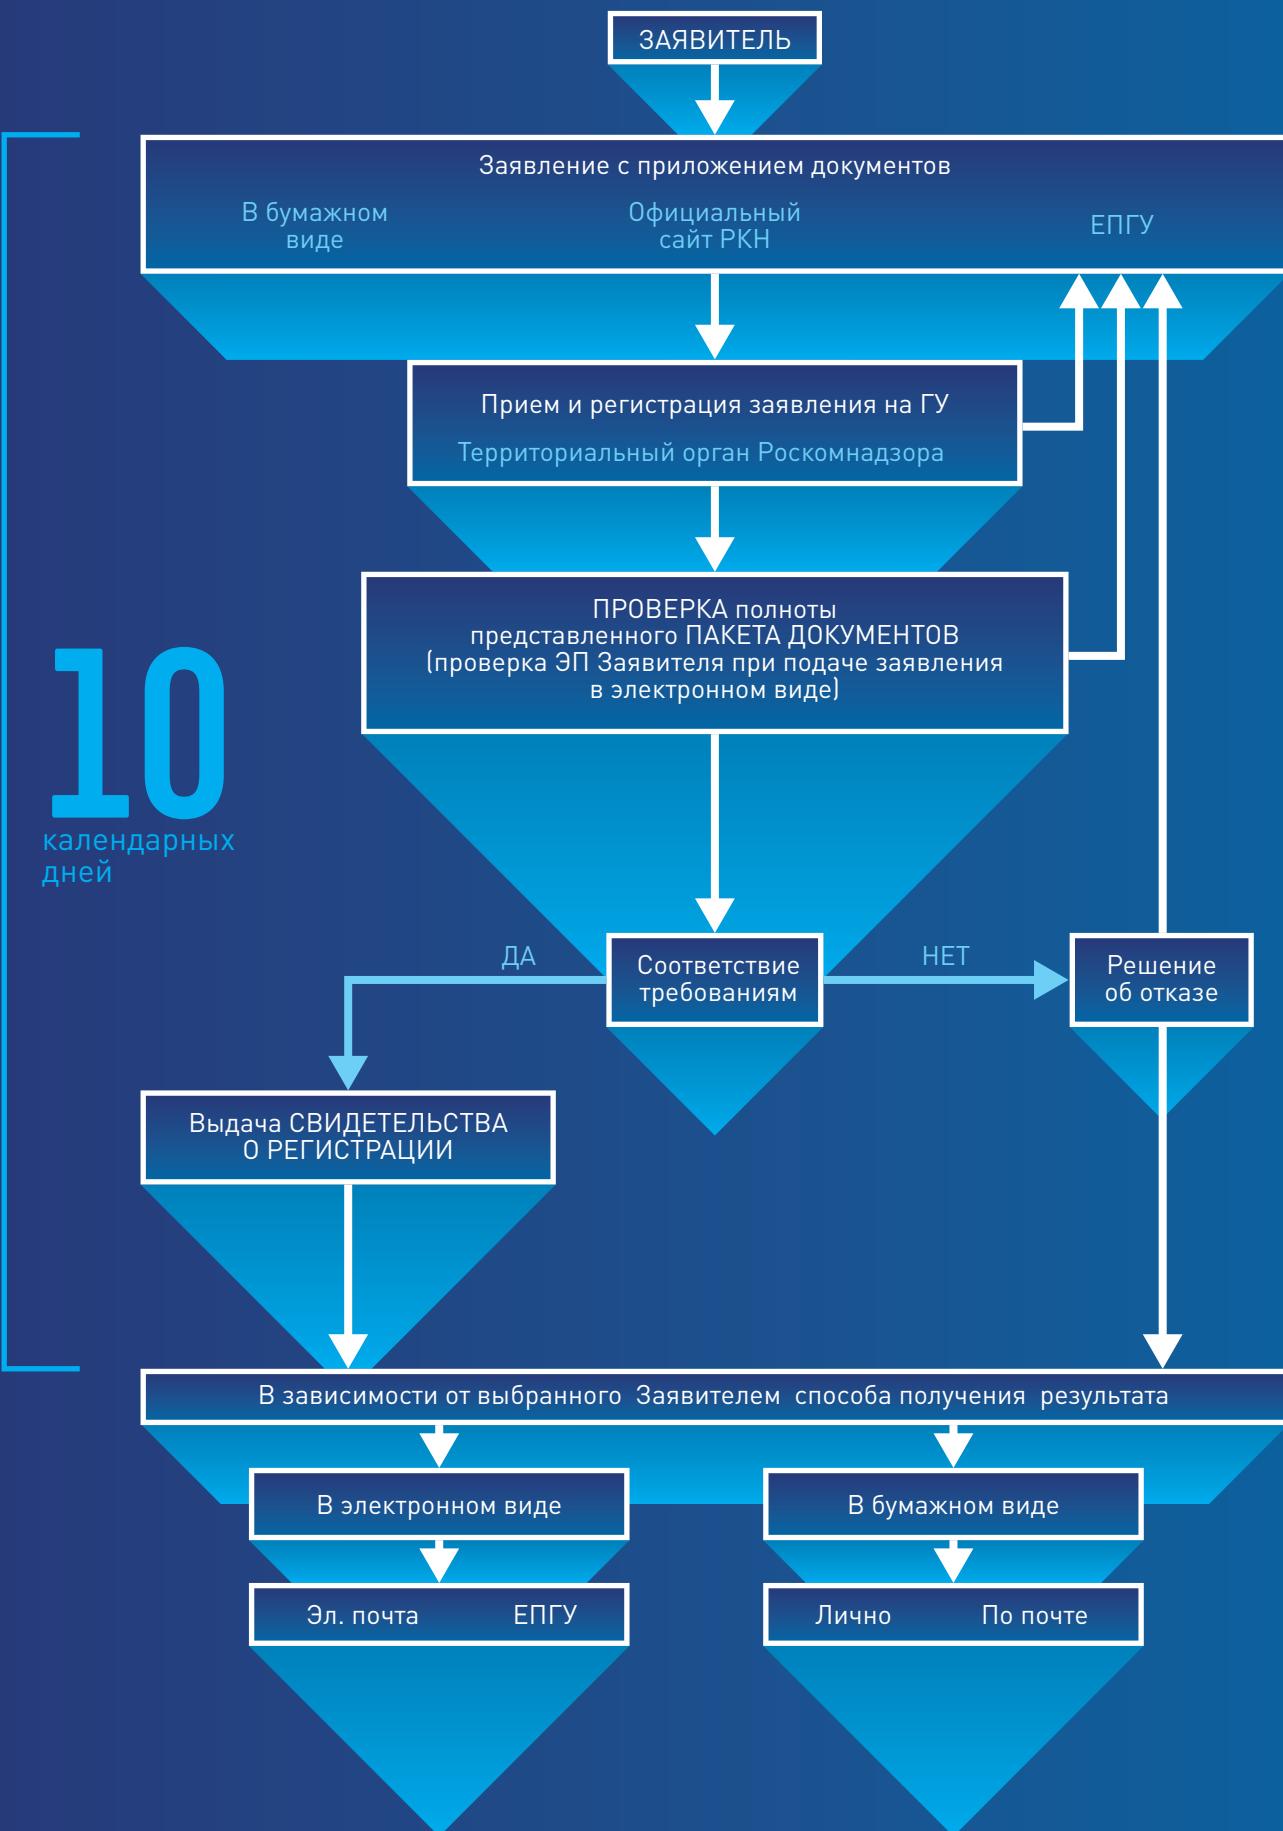 ЗАЯВИТЕЛЬ
Заявление с приложением документов
В бумажном
виде
Официальный
сайт РКН
ЕПГУ
Прием и регистрация заявления на ГУ
Территориальный орган Роскомнадзора
ПРОВЕРКА полноты
представленного ПАКЕТА ДОКУМЕНТОВ
(проверка ЭП Заявителя при подаче заявления
в электронном виде)
10
календарных
дней
ДА
Соответствие
требованиям
НЕТ
Решение
об отказе
Выдача СВИДЕТЕЛЬСТВА
О РЕГИСТРАЦИИ
В зависимости от выбранного Заявителем способа получения результата
В электронном виде
В бумажном виде
Эл. почта ЕПГУ
Лично По почте